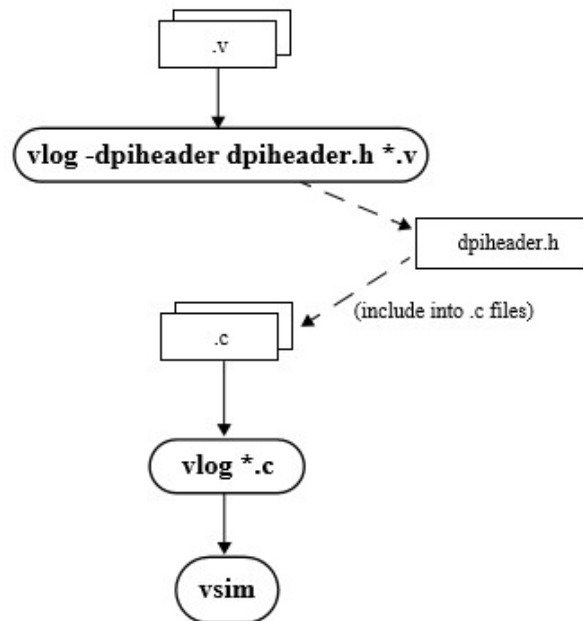 .v
vlog -dpiheader dpiheader.h *.v
dpiheader.h
(include into .c files)
.c
vlog *.c
vsim